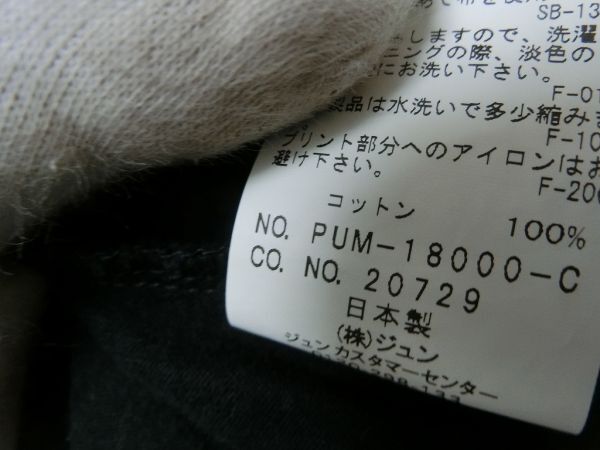 SB-13
しますので、洗濯
ニングの際、淡色の
にお洗い下さい。
F-01
製品は水洗いで多少縮みま
F-10
プリント部分へのアイロンはお
避け下さい。
F-200
コットン 100%
NO. PUM-18000-C
CO. NO. 20729
日本製
(株)ジュン
ジュン カスタマーセンター